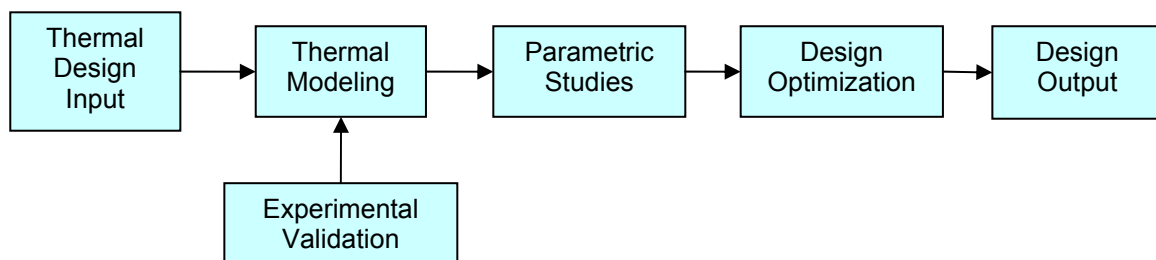 Thermal
Design
Input
Thermal
Modeling
Parametric
Studies
Design
Optimization
Design
Output
Experimental
Validation